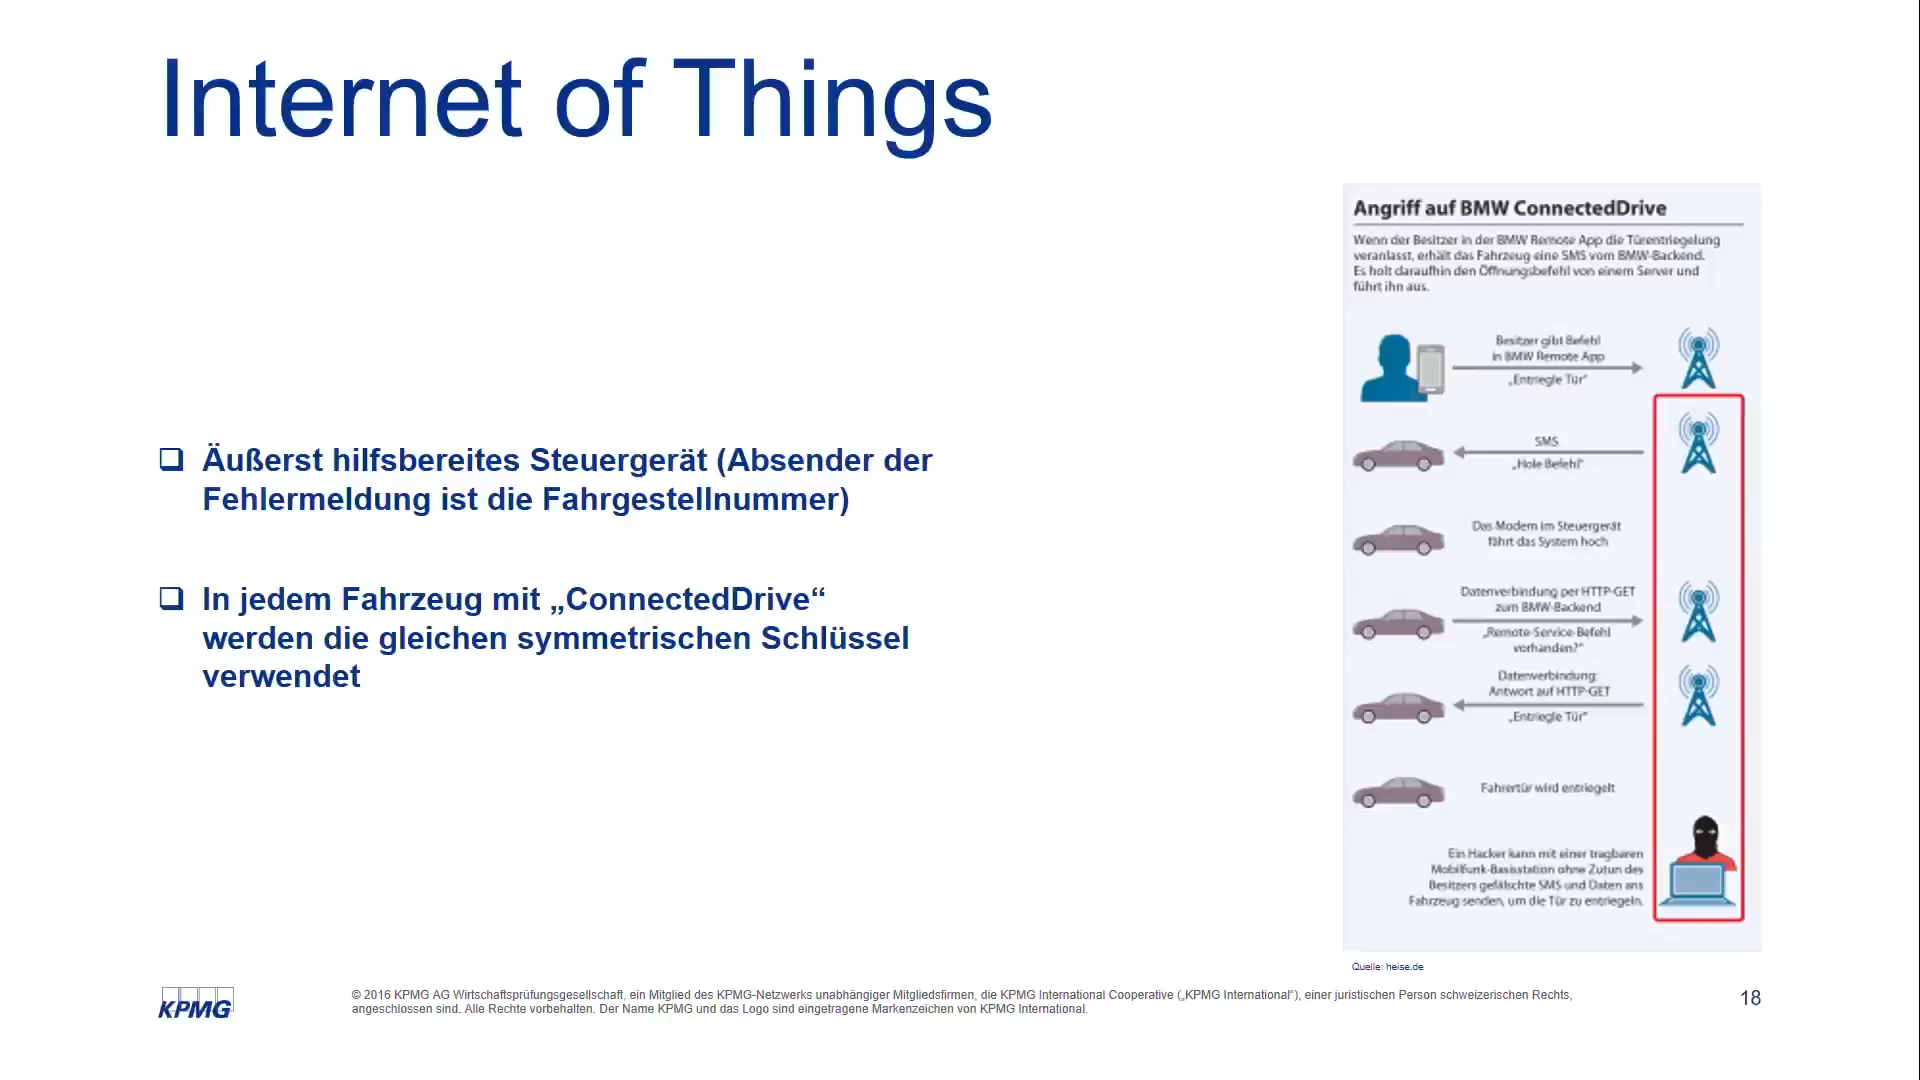 Internet of Things
Äußerst hilfsbereites Steuergerät (Absender der
Fehlermeldung ist die Fahrgestellnummer)
In jedem Fahrzeug mit „ConnectedDrive“
werden die gleichen symmetrischen Schlüssel
verwendet
Angriff auf BMW ConnectedDrive
Wenn der Besitzer in der BMW Remote App die Türentriegelung
veranlasst, erhält das Fahrzeug eine SMS vom BMW-Backend.
Es holt daraufhin den Öffnungsbefehl von einem Server und
führt ihn aus.
Besitzer gibt Befehl
in BMW Remote App
„Entriegle Tür“
SMS
„Hole Befehl“
Das Modem im Steuergerät
fährt das System hoch
Datenverbindung per HTTP-GET
zum BMW-Backend
„Remote-Service-Befehl
vorhanden?“
Datenverbindung:
Antwort auf HTTP-GET
„Entriegle Tür“
Fahrertür wird entriegelt
Ein Hacker kann mit einer tragbaren
Mobilfunk-Basisstation ohne Zutun des
Besitzers gefälschte SMS und Daten ans
Fahrzeug senden, um die Tür zu entriegeln.
Quelle: heise.de
KPMG
© 2016 KPMG AG Wirtschaftsprüfungsgesellschaft, ein Mitglied des KPMG-Netzwerks unabhängiger Mitgliedsfirmen, die KPMG International Cooperative („KPMG International“), einer juristischen Person schweizerischen Rechts,
angeschlossen sind. Alle Rechte vorbehalten. Der Name KPMG und das Logo sind eingetragene Markenzeichen von KPMG International.
18